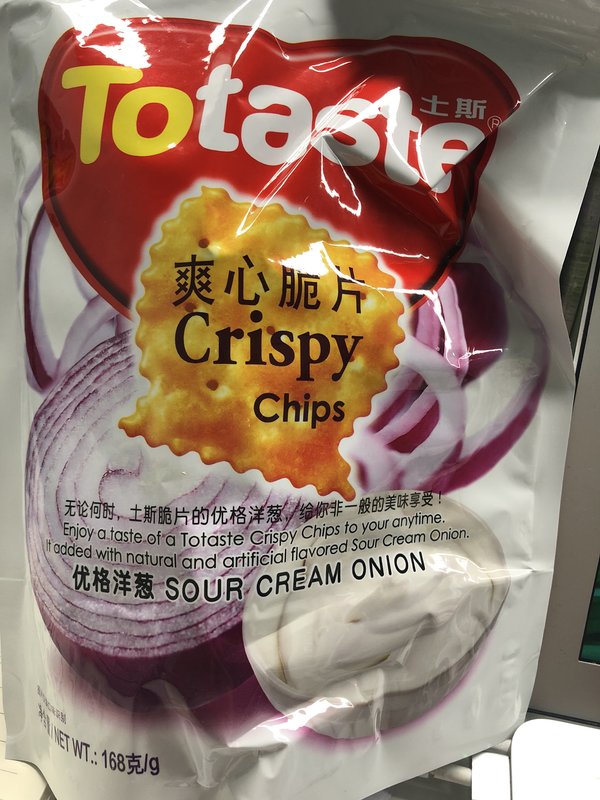 Totaste
土斯
®
爽心脆片
Crispy
Chips
无论何时，土斯脆片的优格洋葱，给你非一般的美味享受！
Enjoy a taste of a Totaste Crispy Chips to your anytime.
It added with natural and artificial flavored Sour Cream Onion.
优格洋葱 SOUR CREAM ONION
/NET WT.: 168克/g